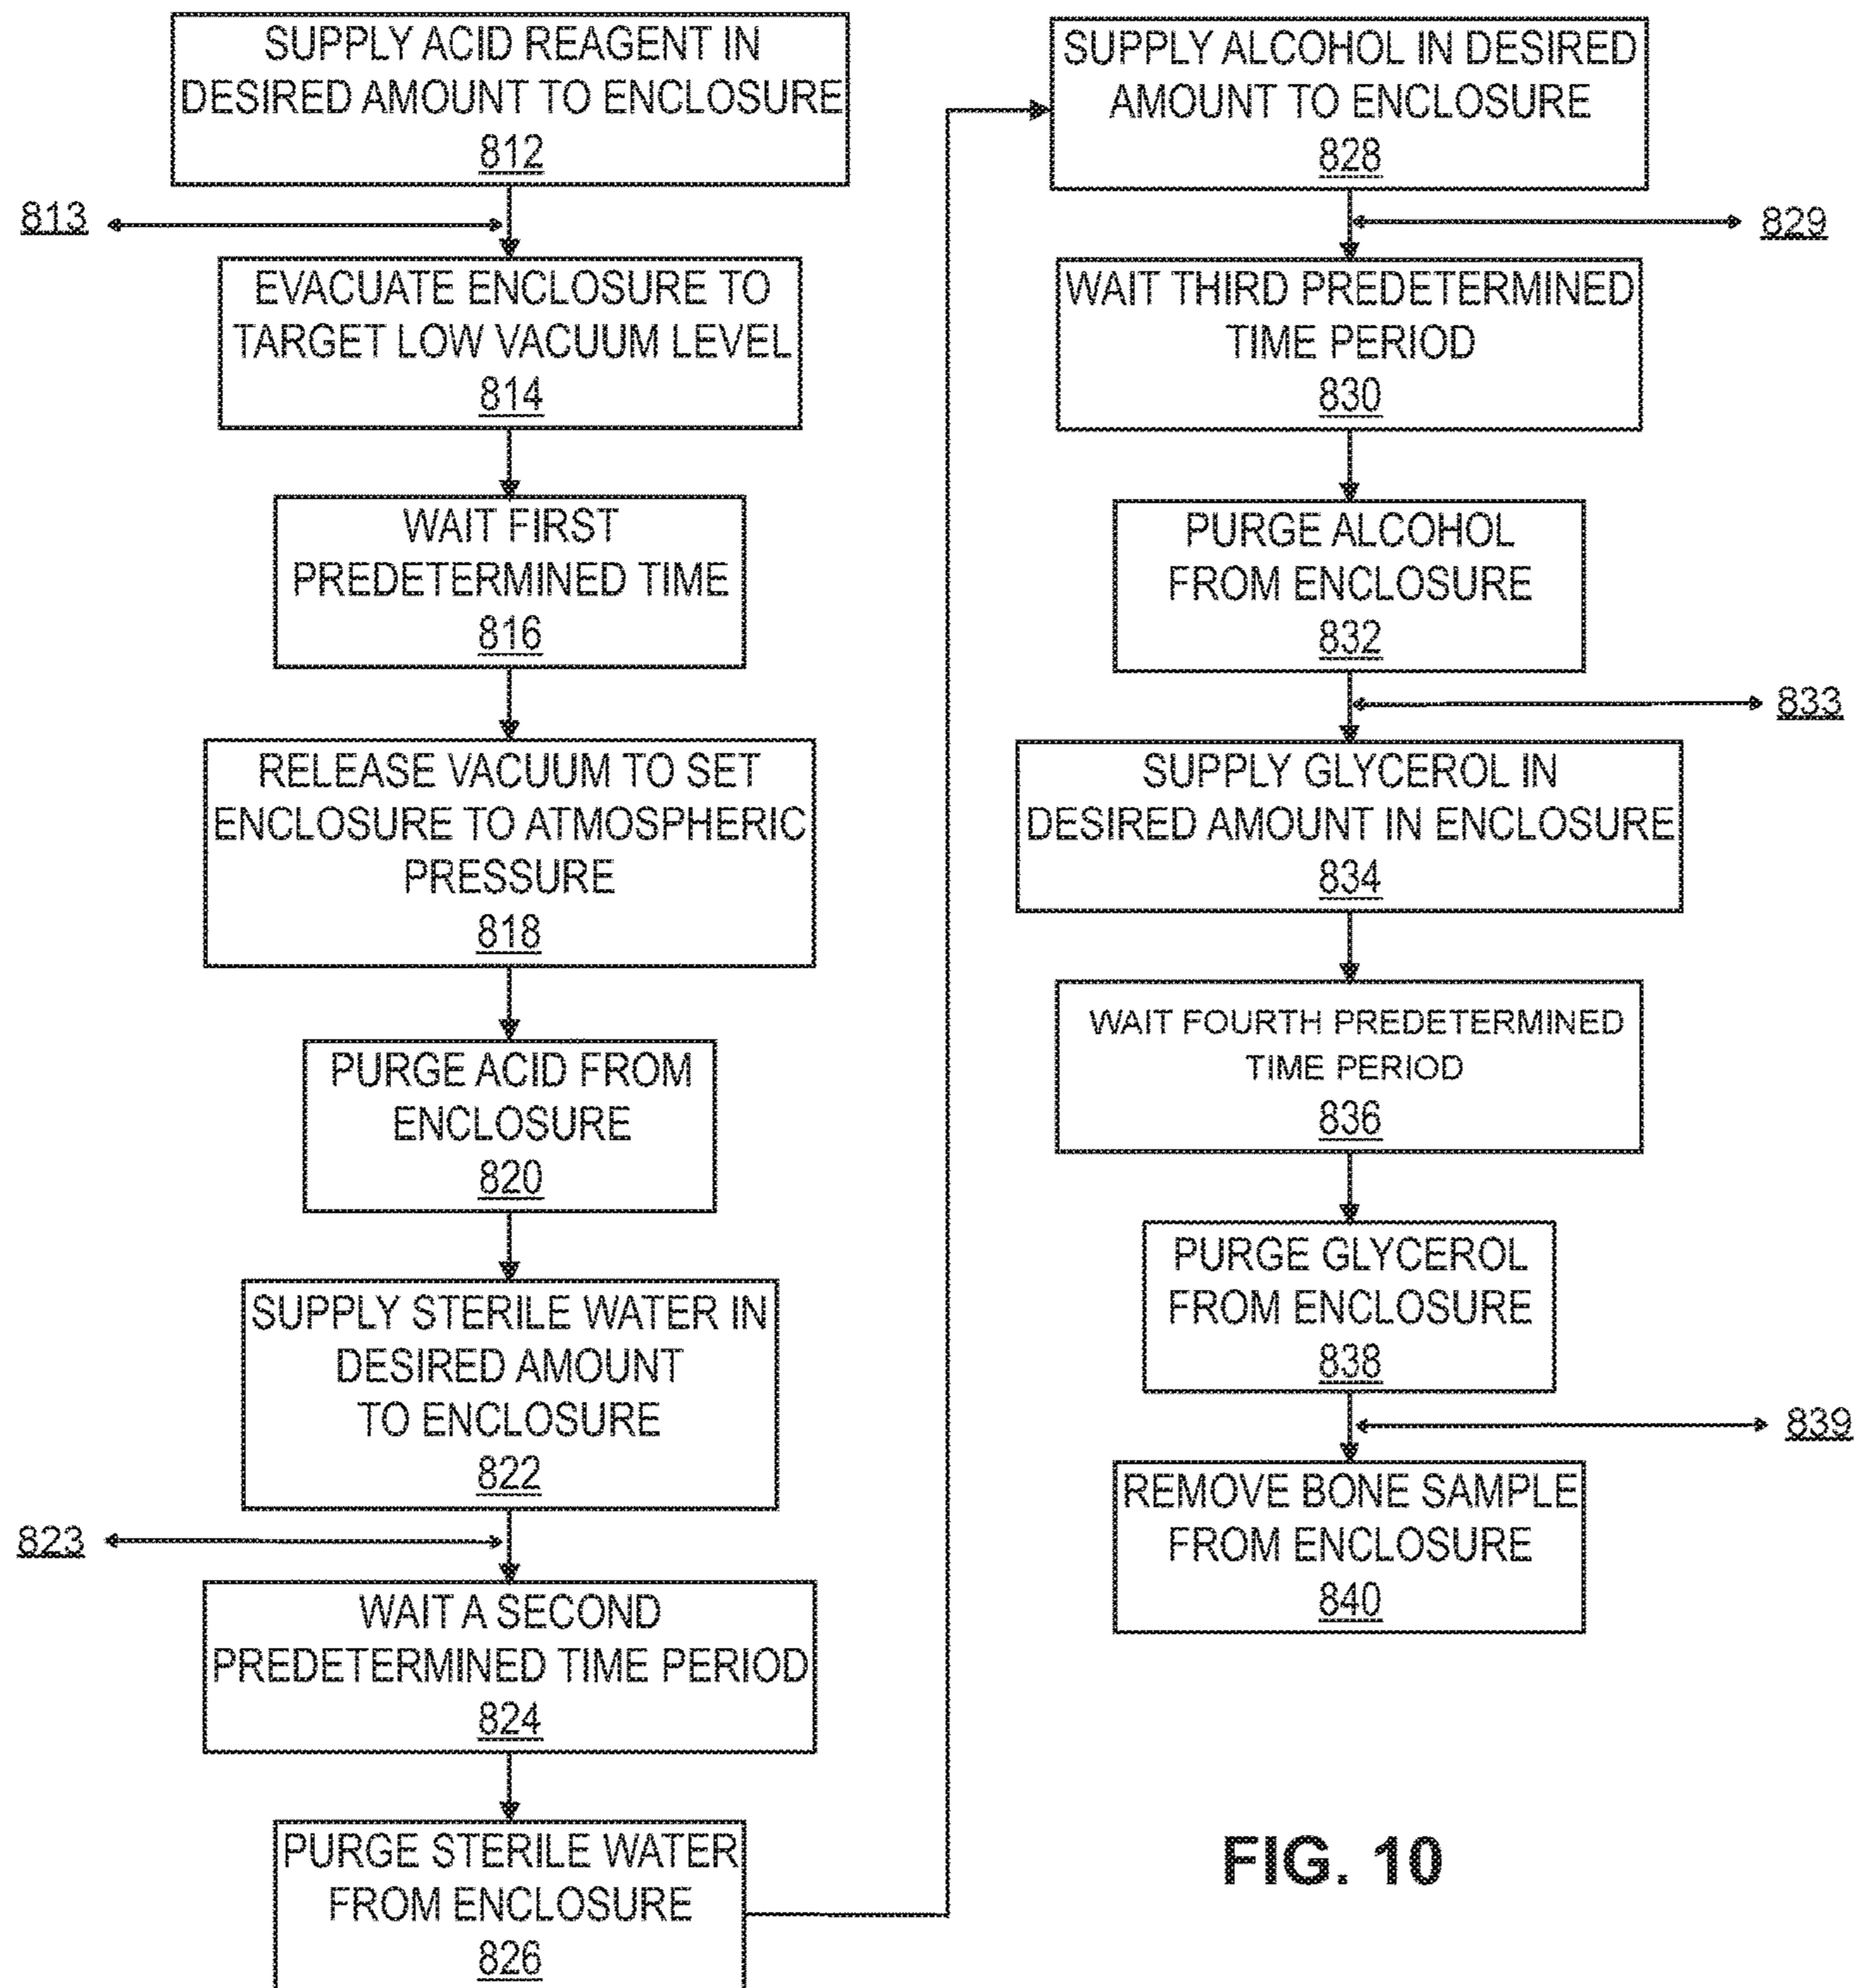 SUPPLY ACID REAGENT IN
DESIRED AMOUNT TO ENCLOSURE
812
813
EVACUATE ENCLOSURE TO
TARGET LOW VACUUM LEVEL
814
WAIT FIRST
PREDETERMINED TIME
816
RELEASE VACUUM TO SET
ENCLOSURE TO ATMOSPHERIC
PRESSURE
818
PURGE ACID FROM
ENCLOSURE
820
SUPPLY STERILE WATER IN
DESIRED AMOUNT
TO ENCLOSURE
822
823
WAIT A SECOND
PREDETERMINED TIME PERIOD
824
PURGE STERILE WATER
FROM ENCLOSURE
826
SUPPLY ALCOHOL IN DESIRED
AMOUNT TO ENCLOSURE
828
829
WAIT THIRD PREDETERMINED
TIME PERIOD
830
PURGE ALCOHOL
FROM ENCLOSURE
832
833
SUPPLY GLYCEROL IN
DESIRED AMOUNT IN ENCLOSURE
834
WAIT FOURTH PREDETERMINED
TIME PERIOD
836
PURGE GLYCEROL
FROM ENCLOSURE
838
839
REMOVE BONE SAMPLE
FROM ENCLOSURE
840
FIG. 10